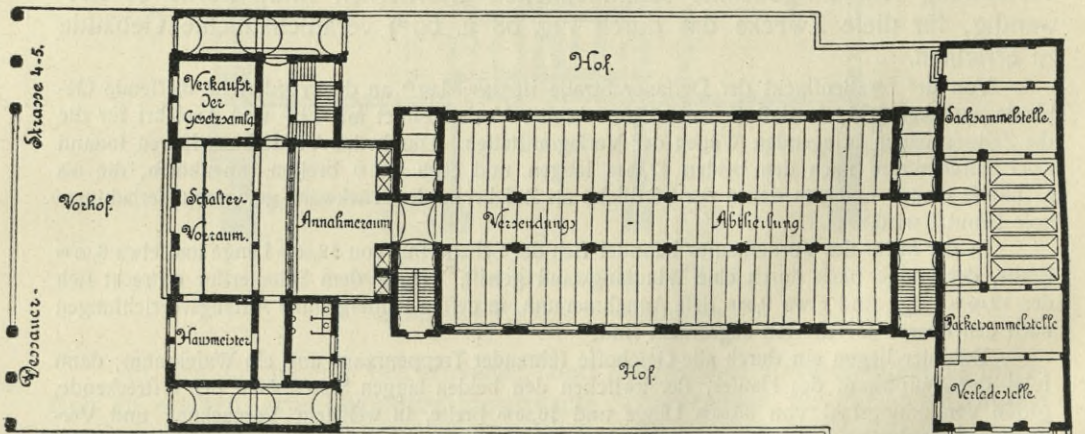 Dessauer-Strasse 4-5.
Vorhof.
Verkaufst.
der
Gesetzsamlg.
Schalter-
Vorraum.
Hausmeister
Annahmeraum
Hof.
Versendungs
Abtheilung.
Hof.
Sacksammelstelle.
Packetsammelstelle
Verladestelle.